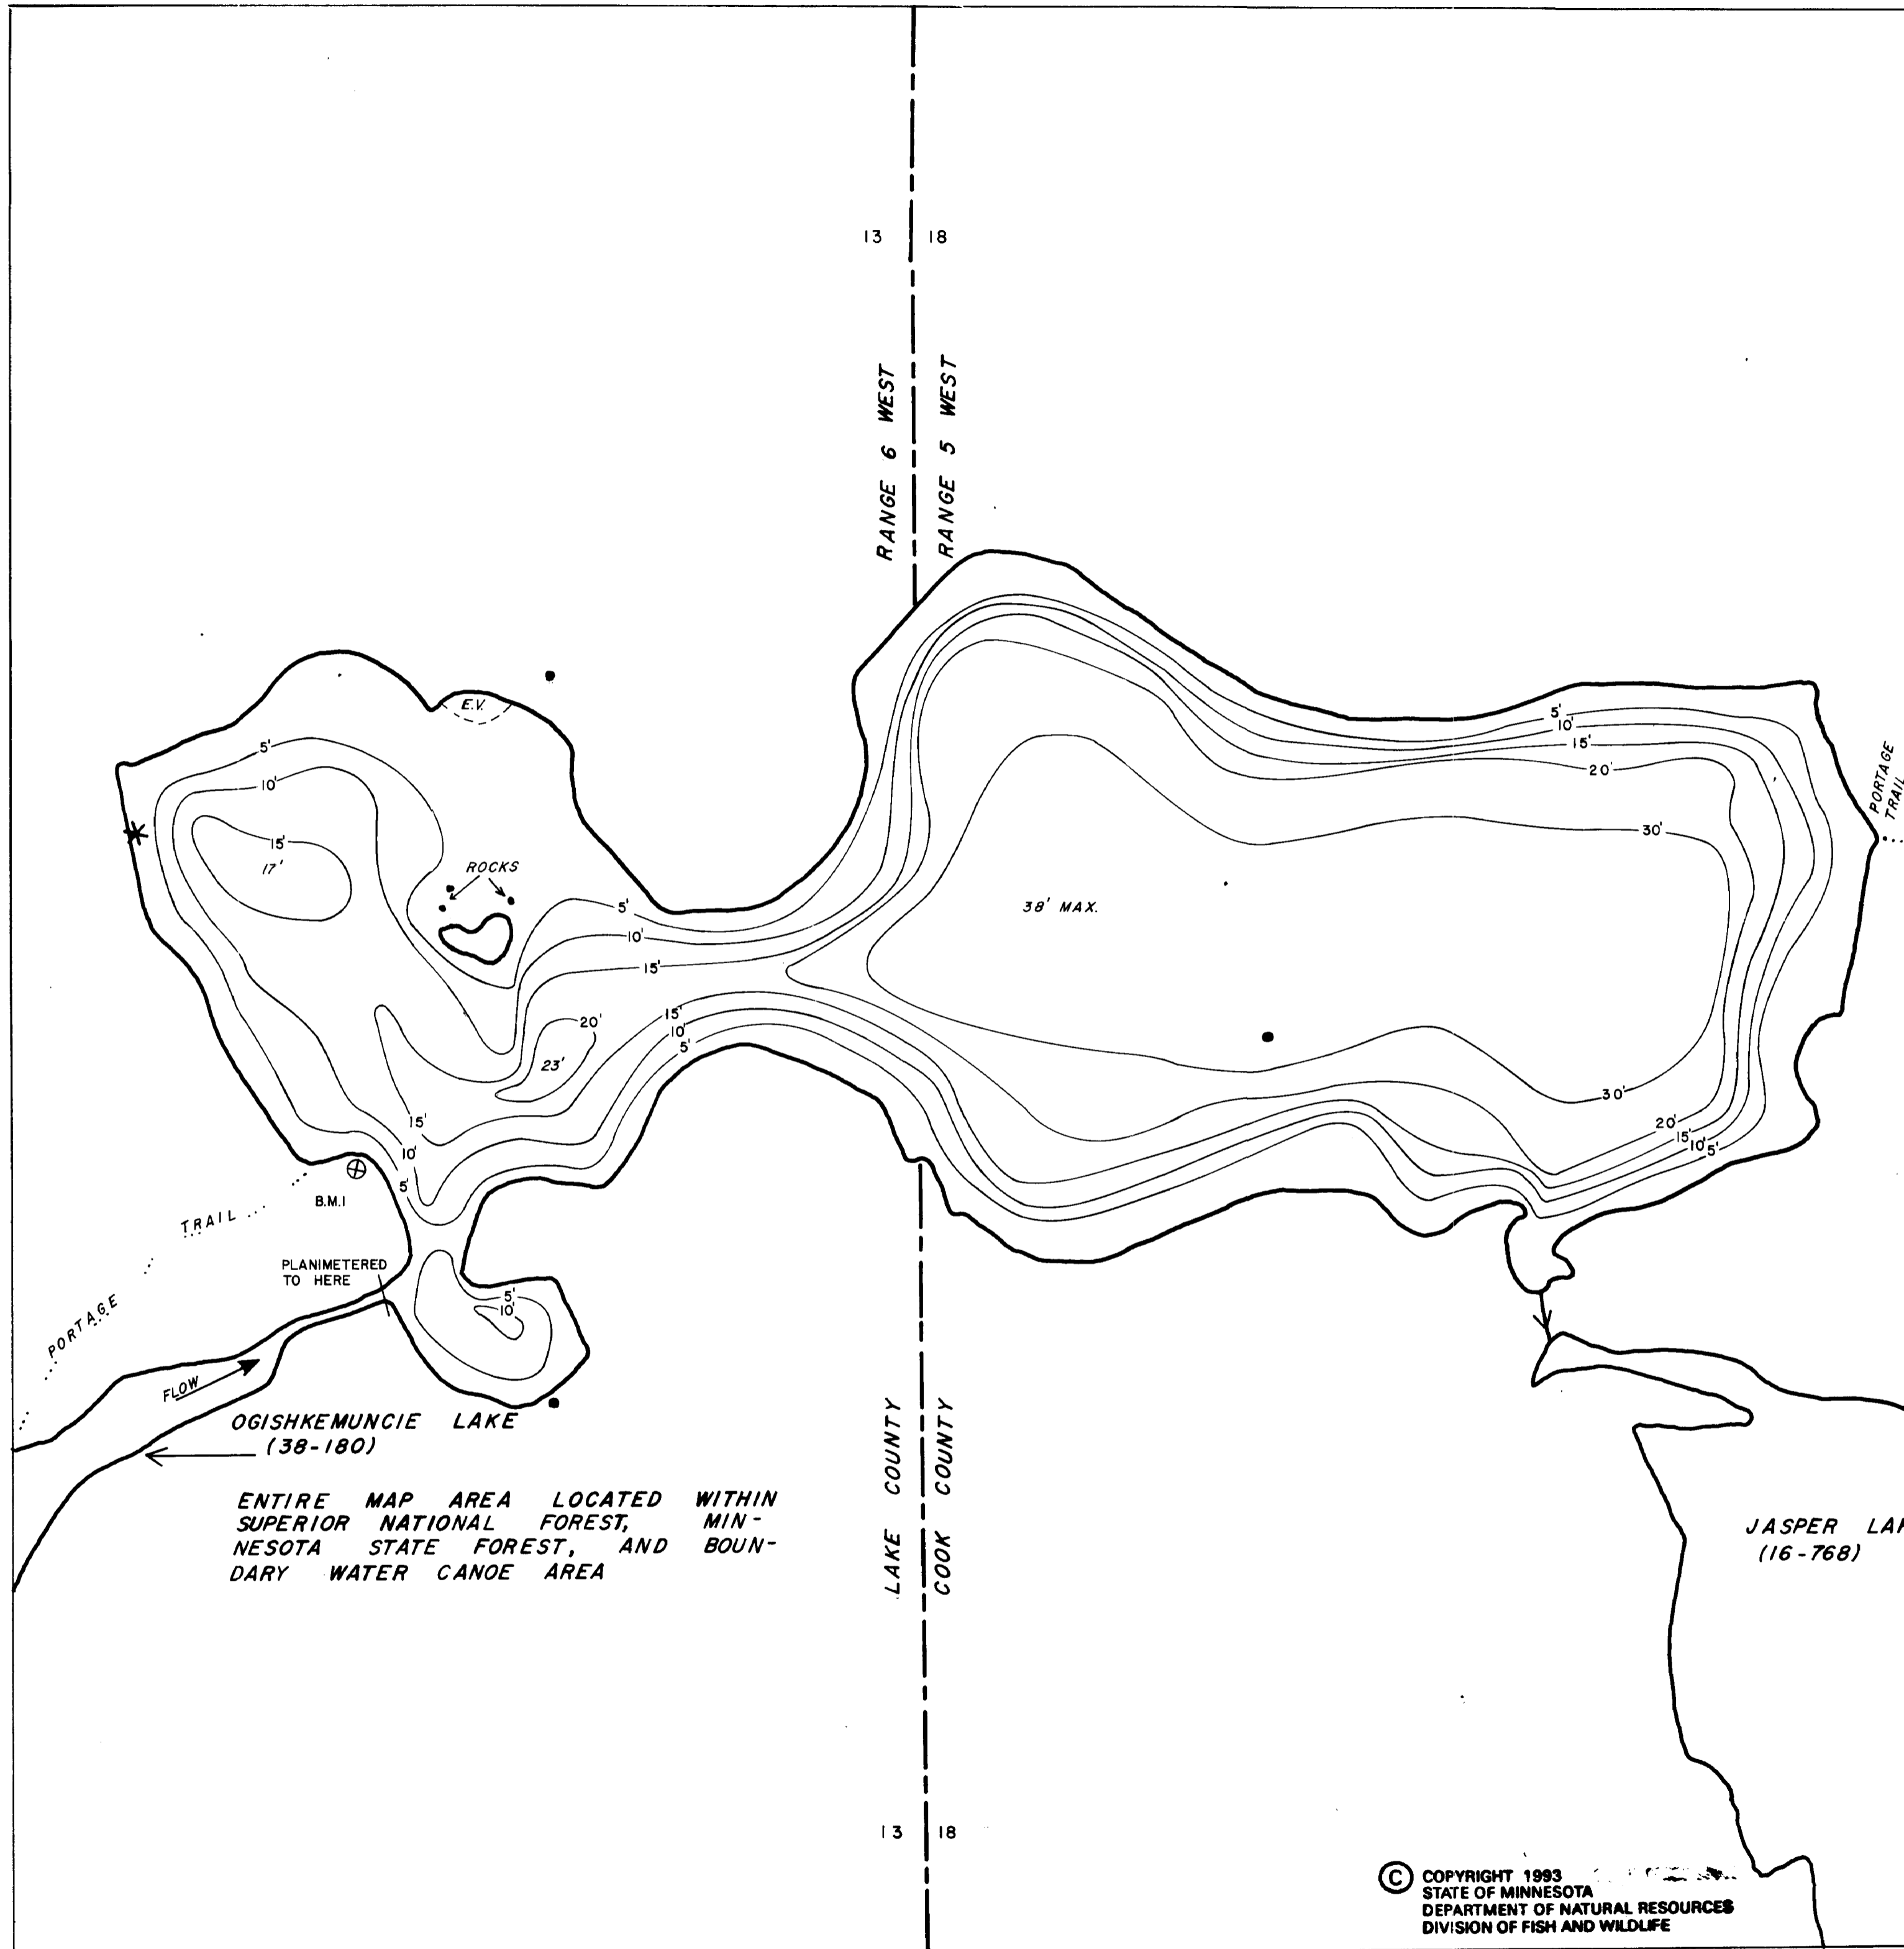 13 18
RANGE 6 WEST
RANGE 5 WEST
E.V.
5'
10'
15'
17'
ROCKS
5'
10'
15'
20'
23'
15'
10'
5'
15'
10'
5'
5'
10'
15'
20'
30'
38' MAX.
30'
20'
15'
10'
5'
PORTAGE
TRAIL
B.M.1
TRAIL
PORTAGE
PLANIMETERED
TO HERE
5'
10'
FLOW
OGISHKEMUNCIE LAKE
(38-180)
ENTIRE MAP AREA LOCATED WITHIN
SUPERIOR NATIONAL FOREST, MIN-
NESOTA STATE FOREST, AND BOUN-
DARY WATER CANOE AREA
LAKE COUNTY
COOK COUNTY
JASPER
(16-768)
13 18
© COPYRIGHT 1993
STATE OF MINNESOTA
DEPARTMENT OF NATURAL RESOURCES
DIVISION OF FISH AND WILDLIFE